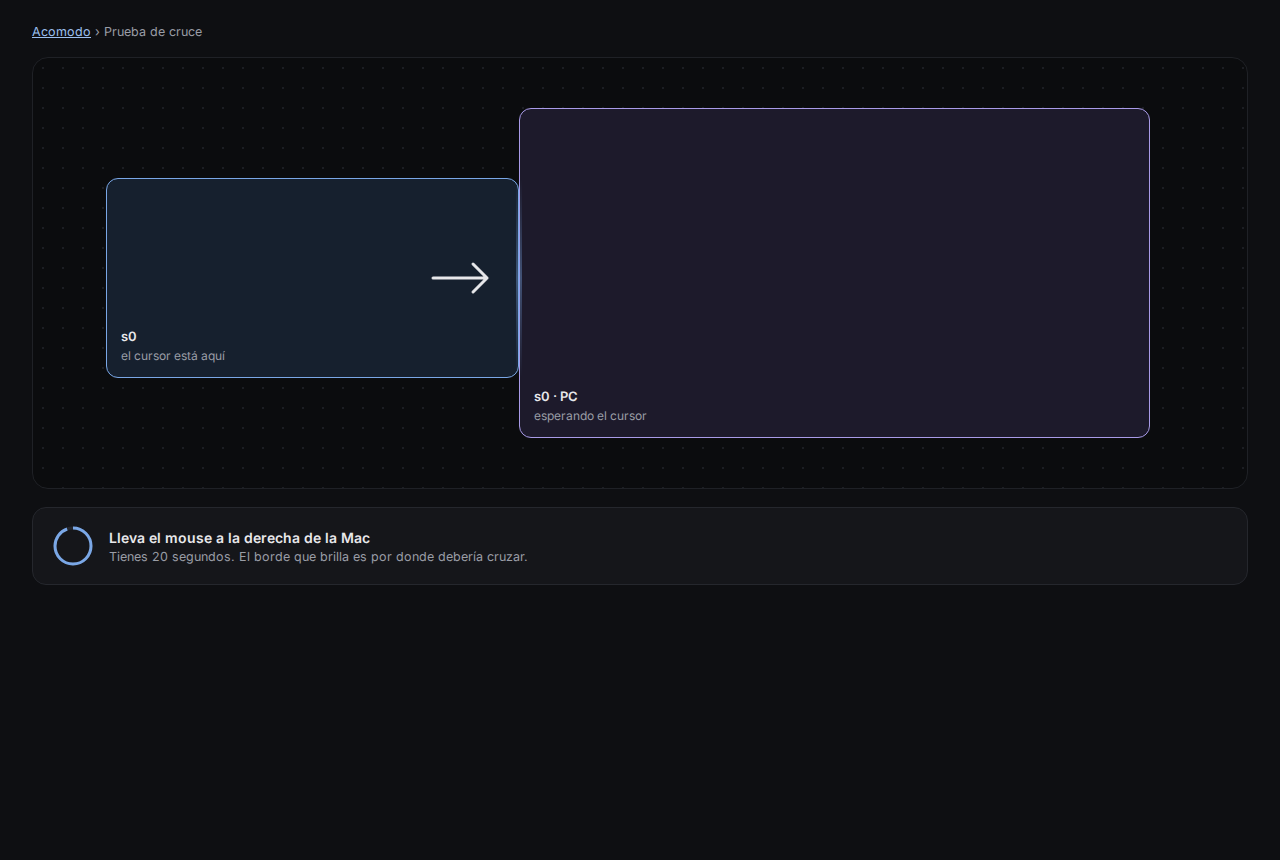 Acomodo › Prueba de cruce
s0
el cursor está aquí
s0 · PC
esperando el cursor
Lleva el mouse a la derecha de la Mac
Tienes 20 segundos. El borde que brilla es por donde debería cruzar.